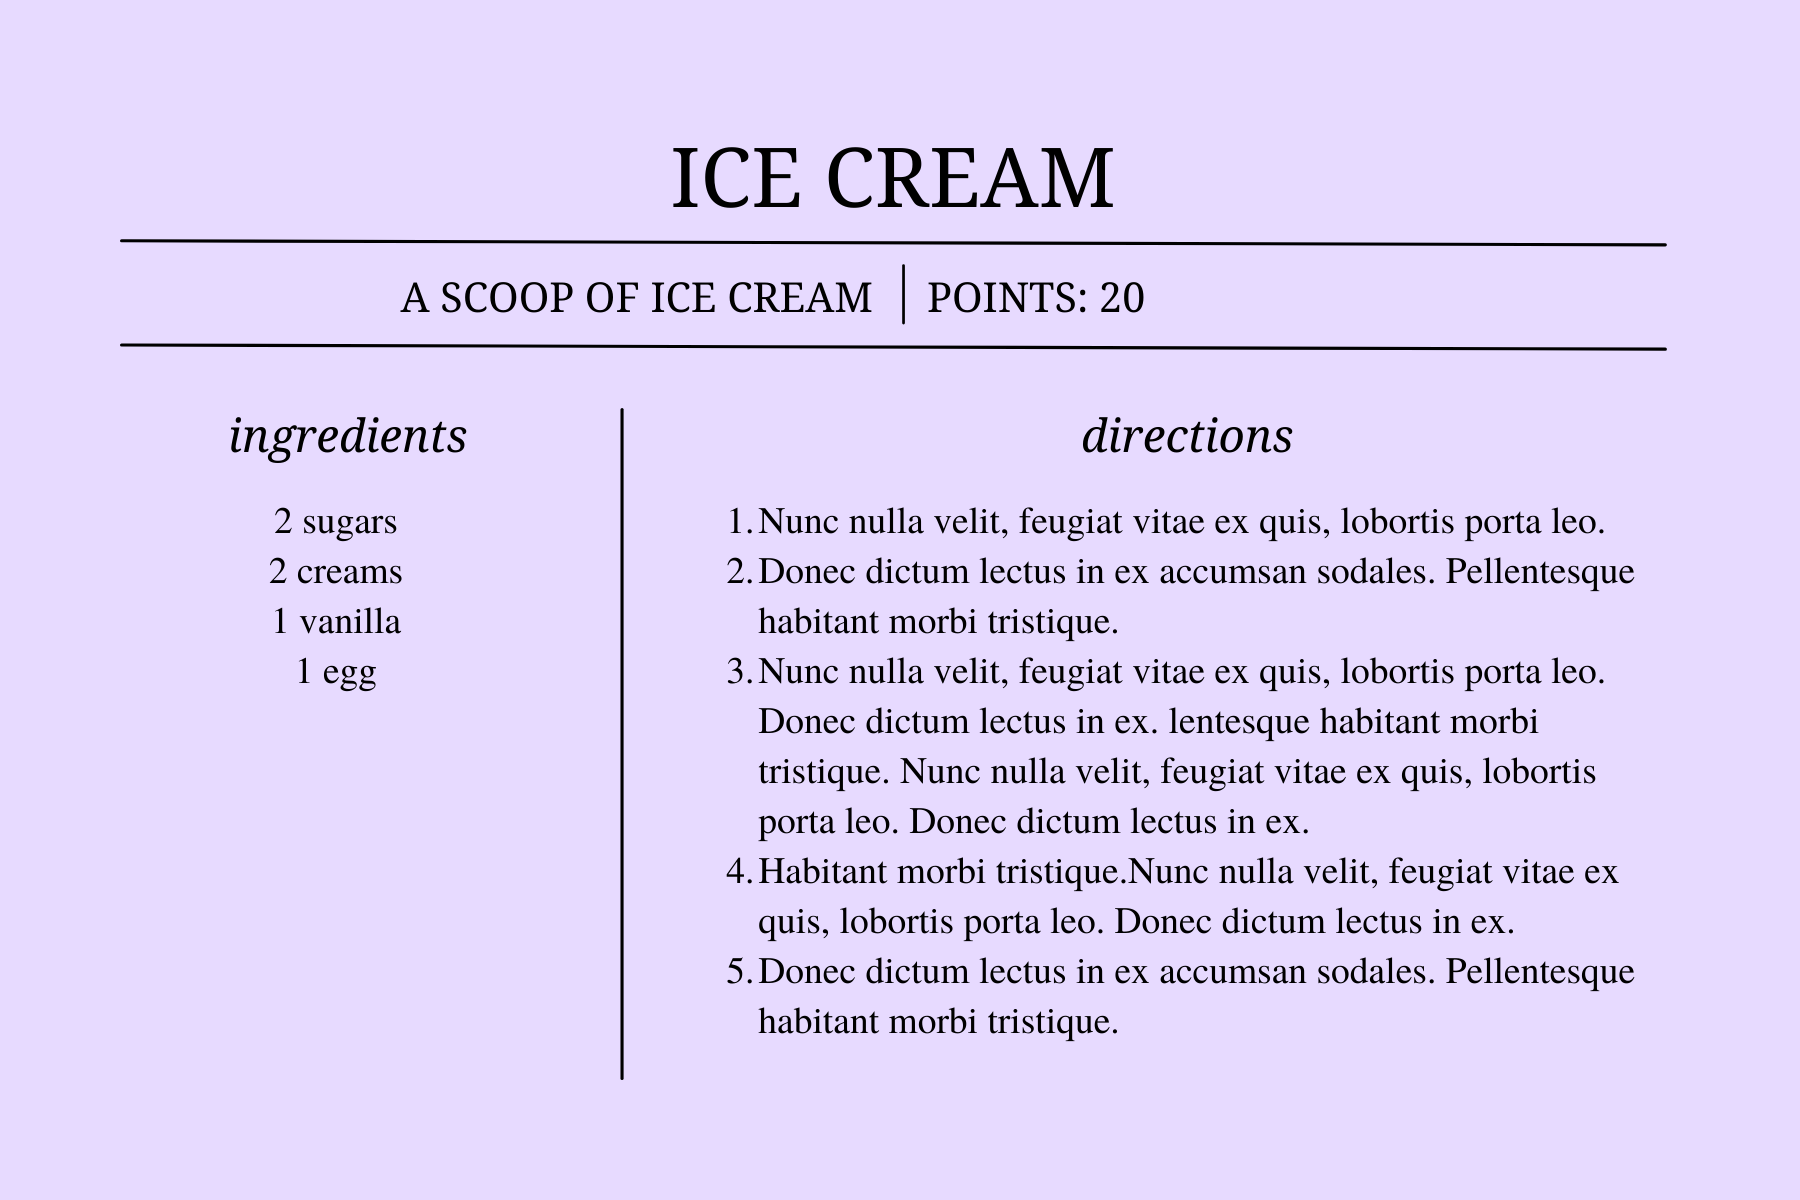 ICE CREAM
A SCOOP OF ICE CREAM
POINTS: 20
ingredients
2 sugars
2 creams
1 vanilla
1 egg
directions
1. Nunc nulla velit, feugiat vitae ex quis, lobortis porta leo.
2. Donec dictum lectus in ex accumsan sodales. Pellentesque
habitant morbi tristique.
3. Nunc nulla velit, feugiat vitae ex quis, lobortis porta leo.
Donec dictum lectus in ex. lentesque habitant morbi
tristique. Nunc nulla velit, feugiat vitae ex quis, lobortis
porta leo. Donec dictum lectus in ex.
4. Habitant morbi tristique.Nunc nulla velit, feugiat vitae ex
quis, lobortis porta leo. Donec dictum lectus in ex.
5. Donec dictum lectus in ex accumsan sodales. Pellentesque
habitant morbi tristique.